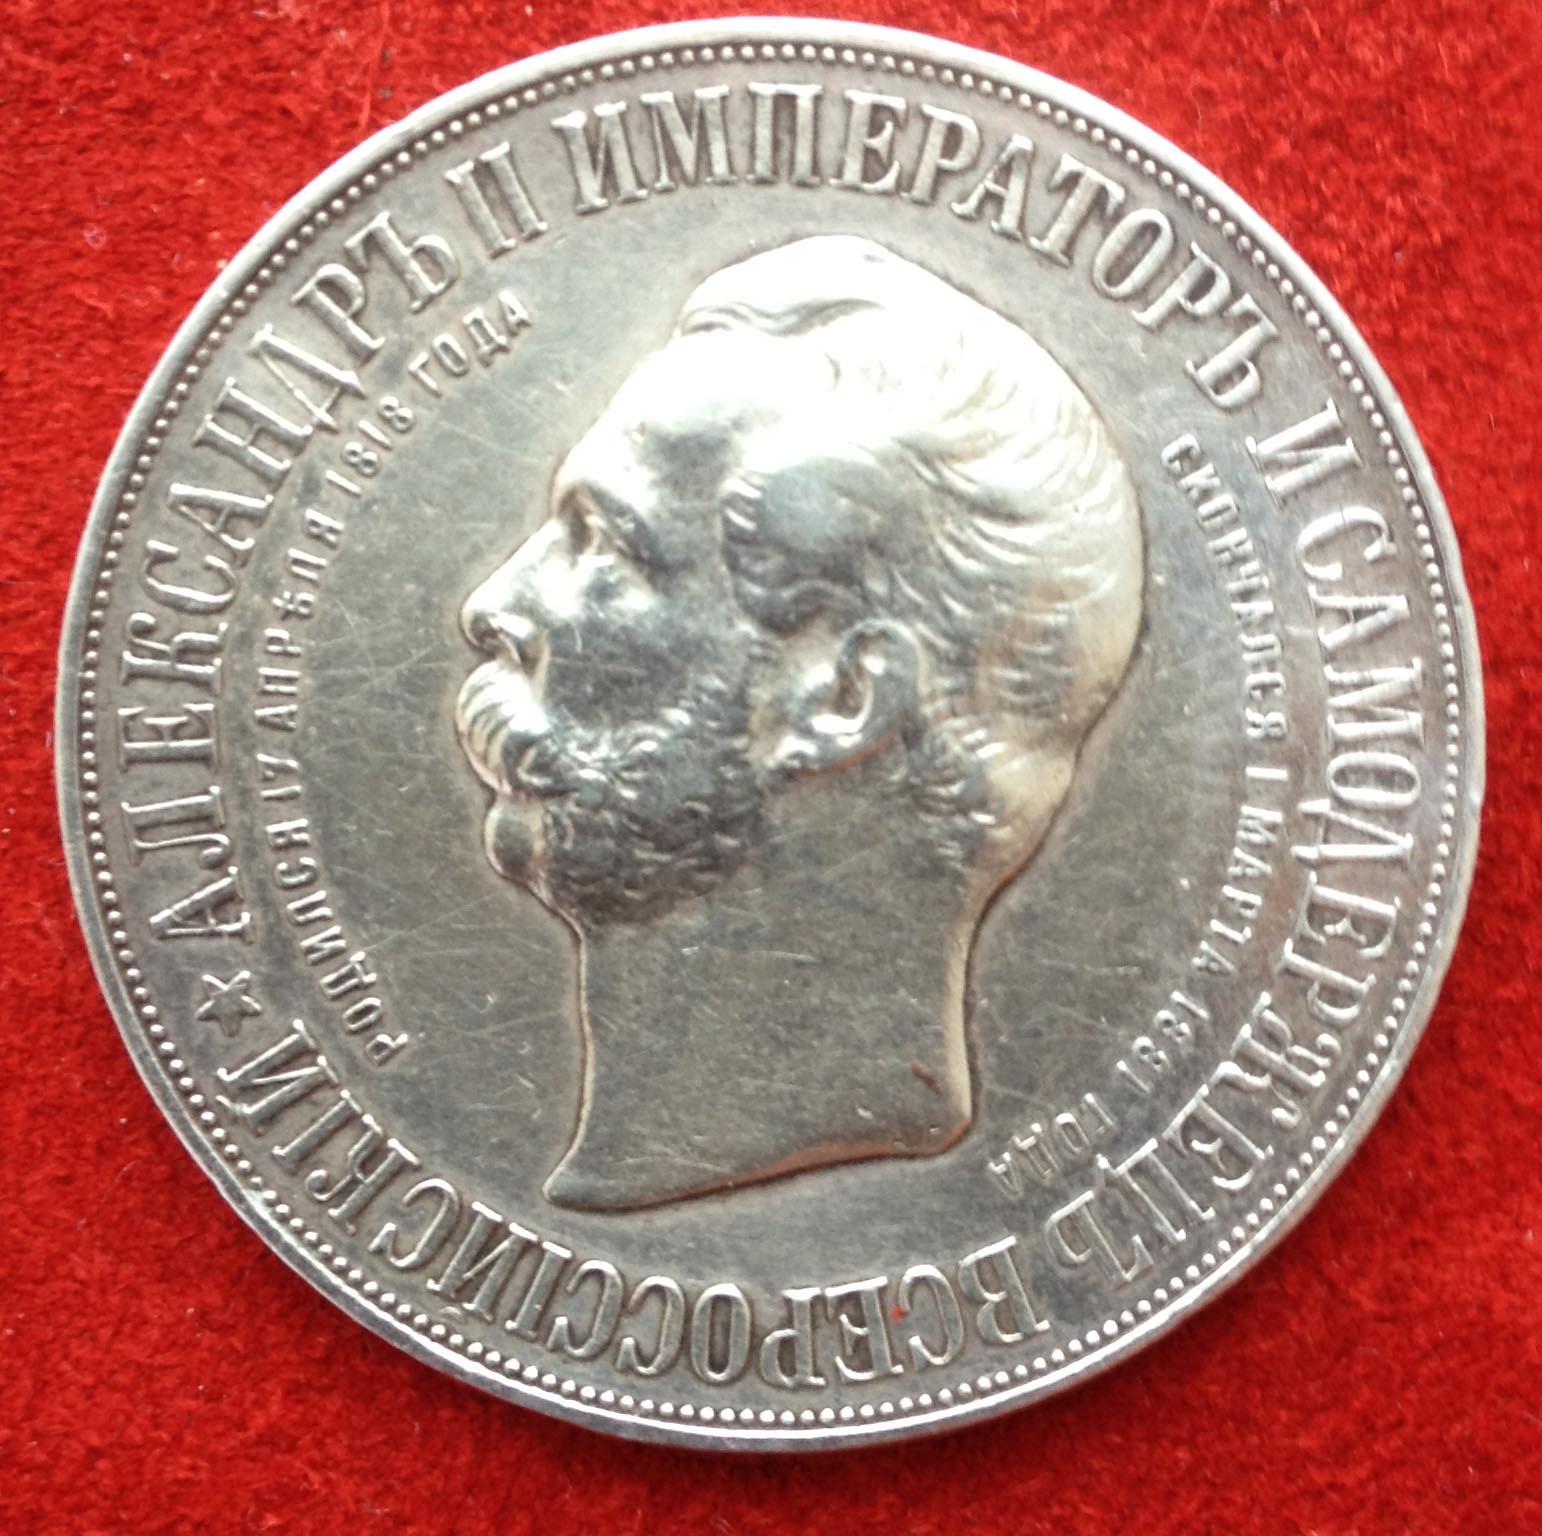 АЛЕКСАНДРЪ II ИМПЕРАТОРЪ И САМОДЕРЖЕЦЪ ВСЕРОССІЙСКІЙ
РОДИЛСЯ 17 АПРѢЛЯ 1818 ГОДА
СКОНЧАЛСЯ 1 МАРТА 1881 ГОДА